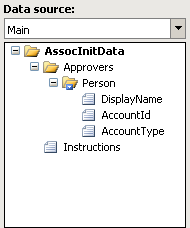 Data source:
Main
AssocInitData
Approvers
Person
DisplayName
AccountId
AccountType
Instructions